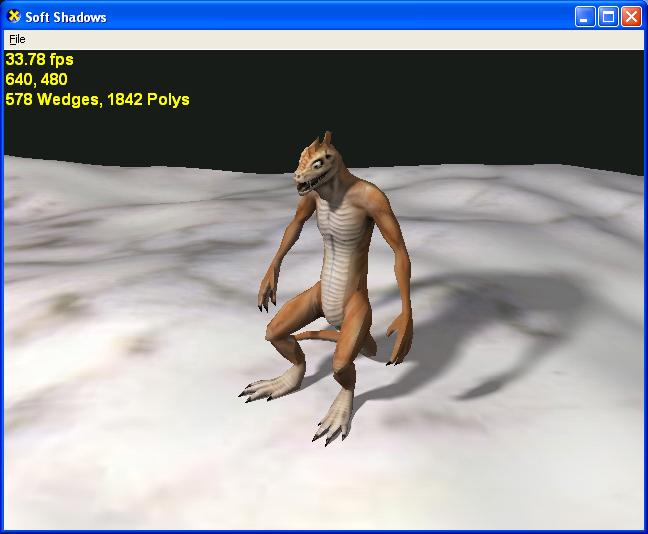 Soft Shadows
File
33.78 fps
640, 480
578 Wedges, 1842 Polys